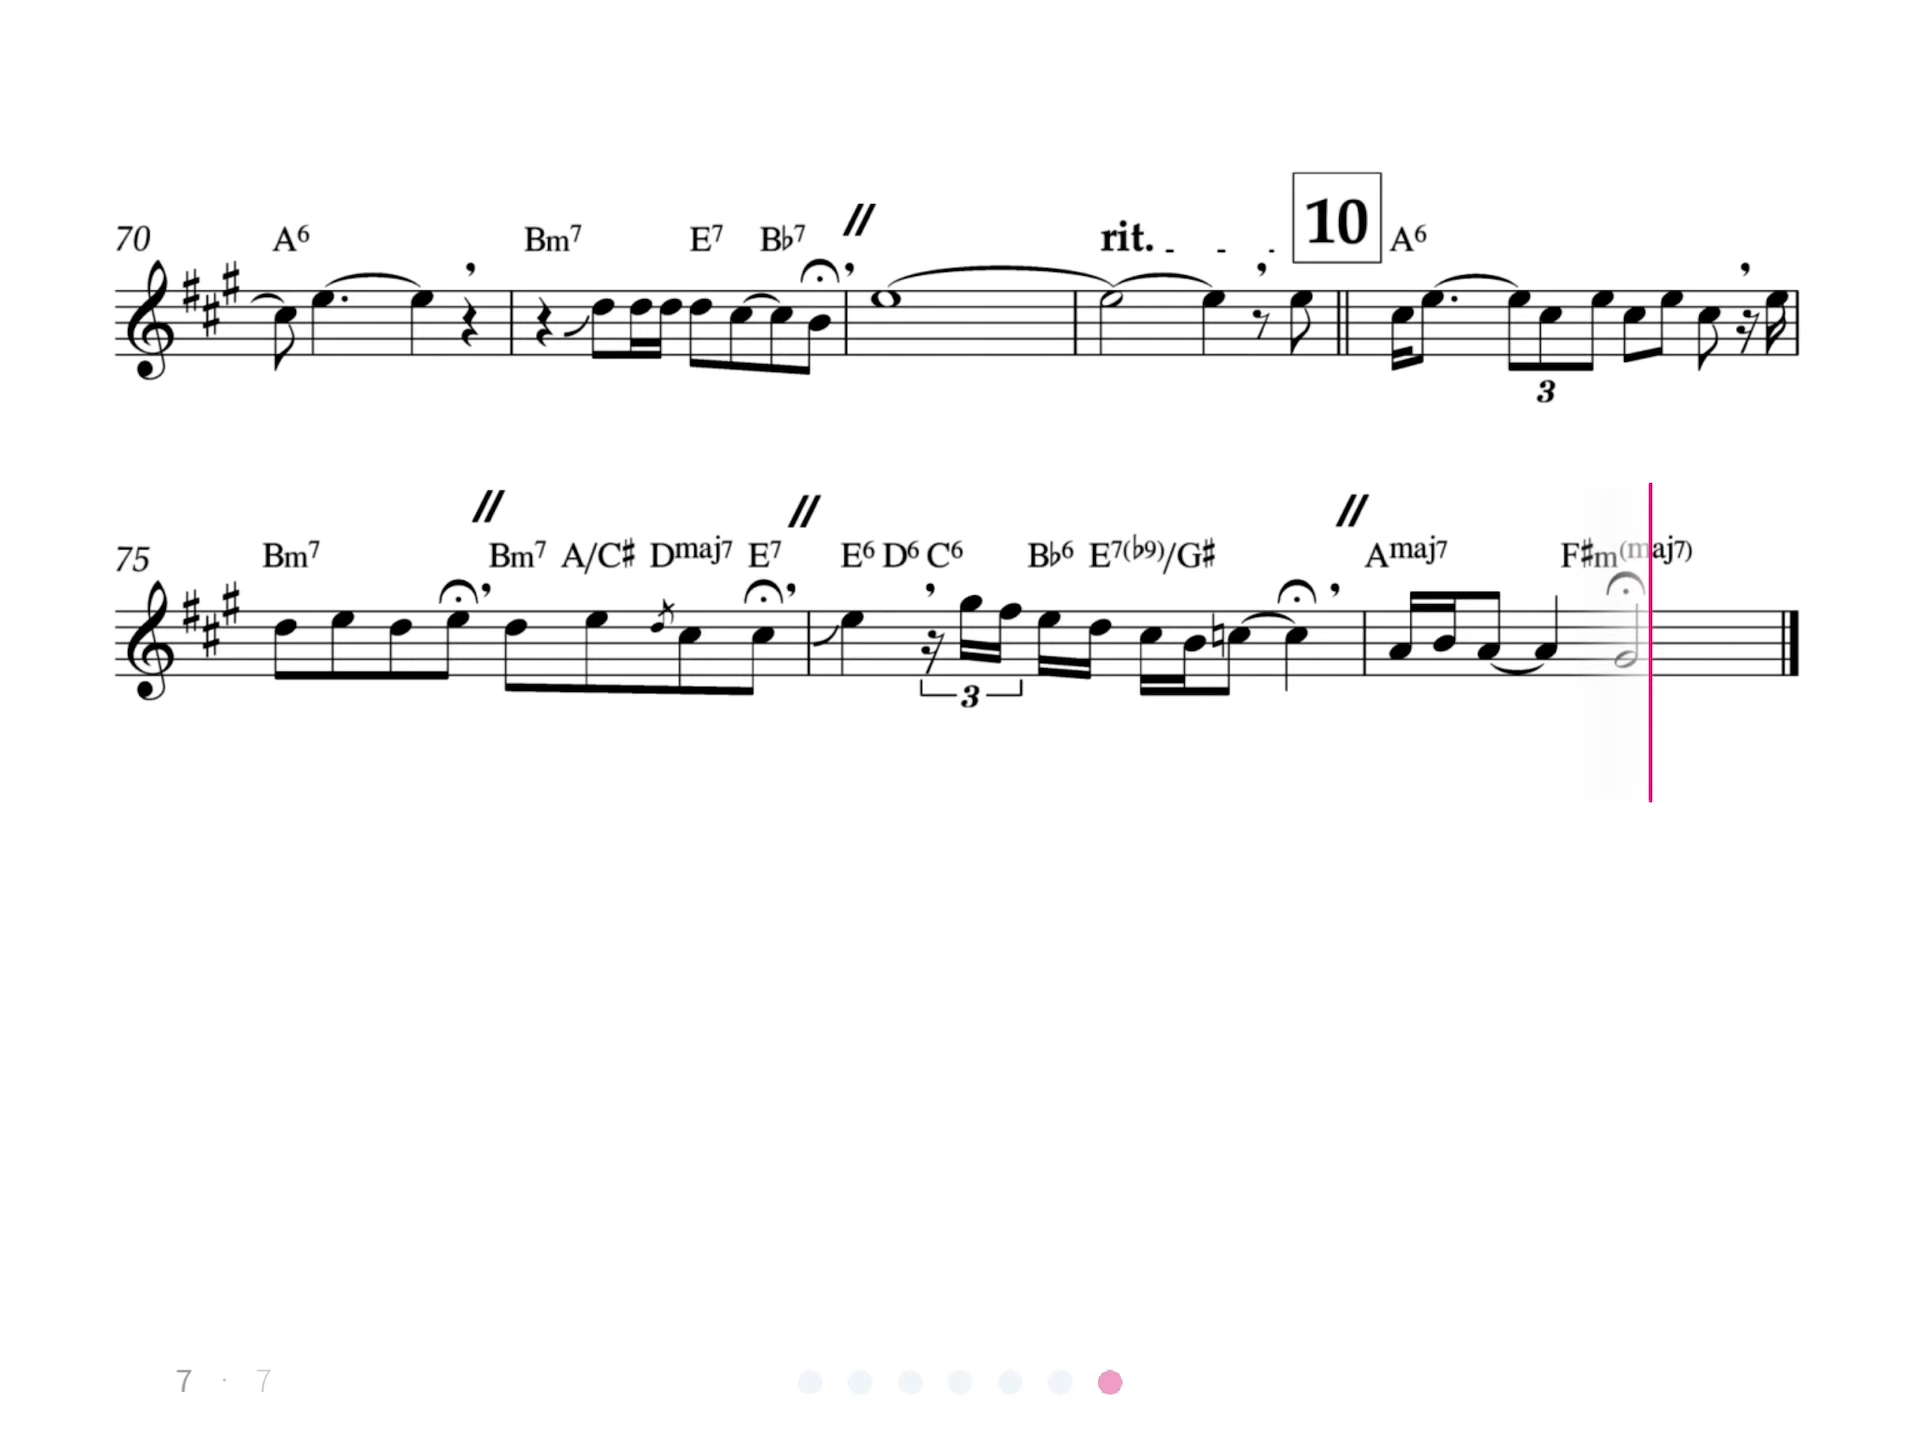 10
70 A6 Bm7 E7 B♭7 // rit. - - - A6
3
// // //
75 Bm7 Bm7 A/C♯ Dmaj7 E7 E6 D6 C6 B♭6 E7(♭9)/G♯ Amaj7 F♯m(maj7)
3
7 · 7